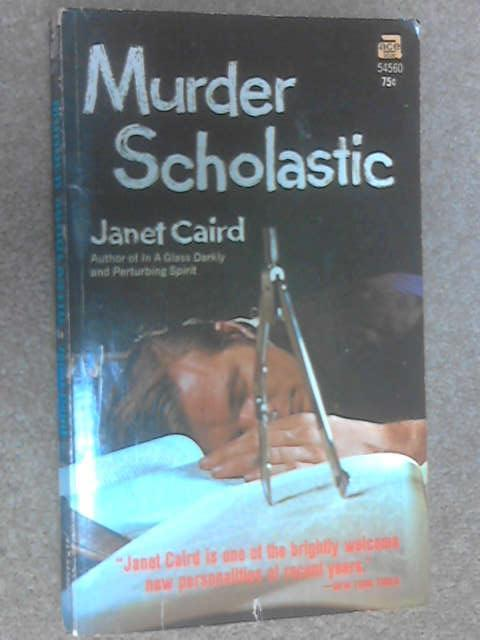 ace
54560
75¢
Murder
Scholastic
Janet Caird
Author of In A Glass Darkly
and Perturbing Spirit
"Janet Caird is one of the brightly welcome
new personalities of recent years."
—NEW YORK TIMES